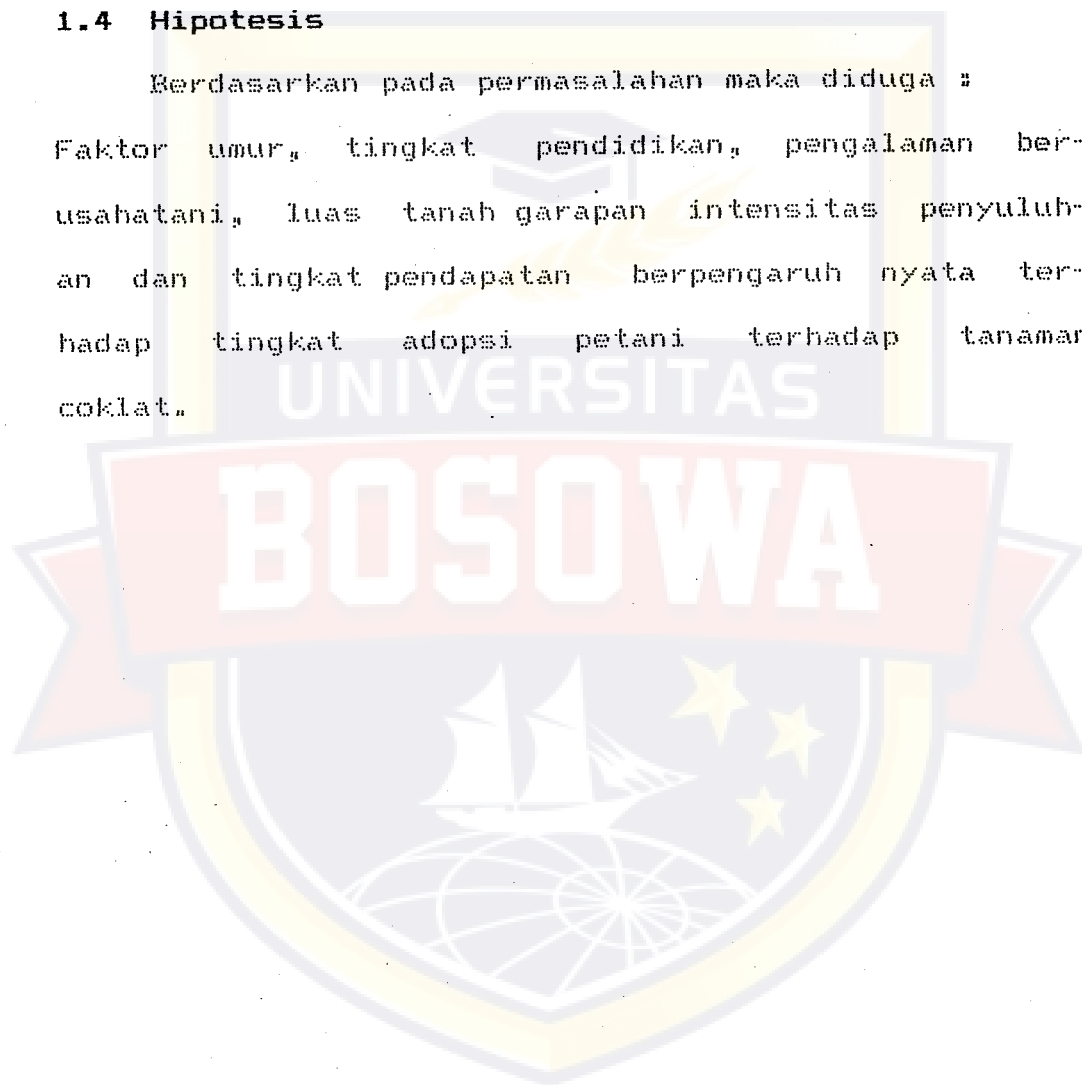 1.4 Hipotesis
Berdasarkan pada permasalahan maka diduga :
Faktor umur, tingkat pendidikan, pengalaman ber-
usahatani, luas tanah garapan intensitas penyuluh-
an dan tingkat pendapatan berpengaruh nyata ter-
hadap tingkat adopsi petani terhadap tanaman
coklat.
UNIVERSITAS
BOSOWA